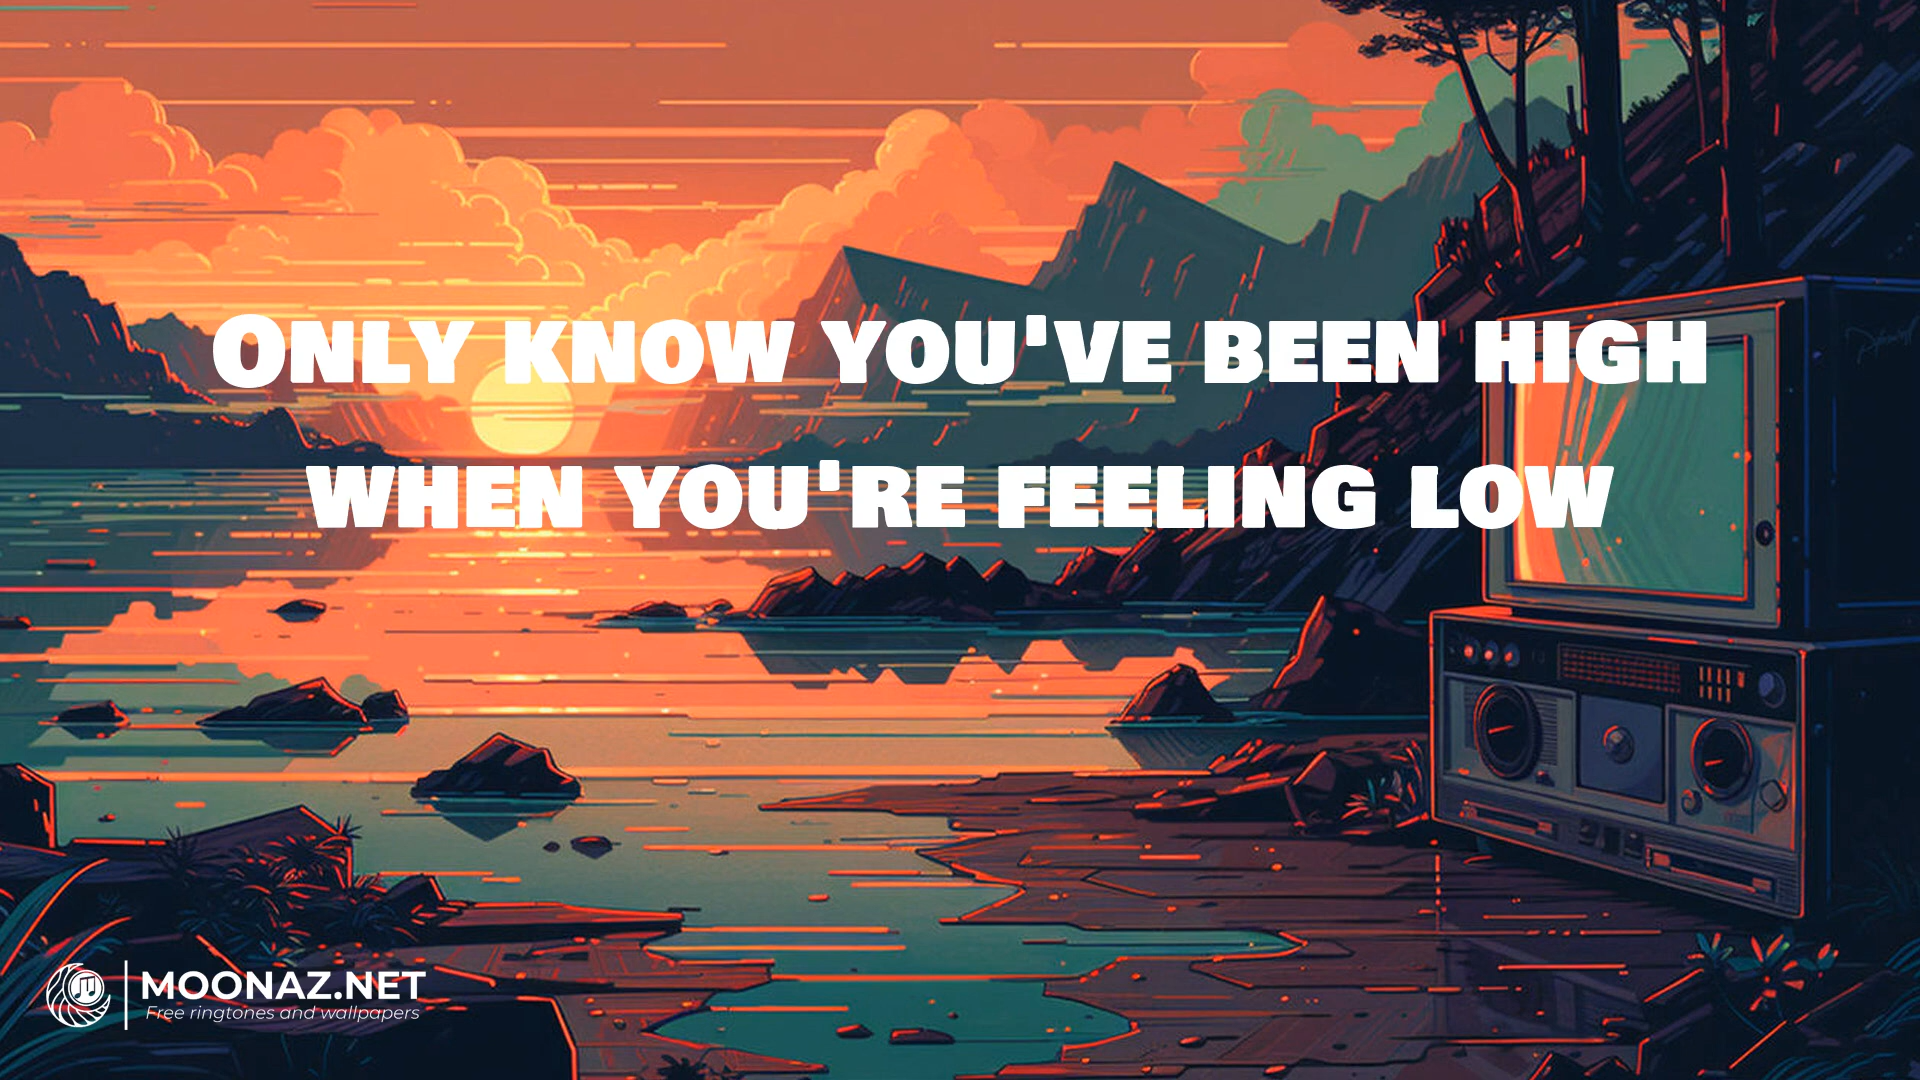 Only know you've been high
when you're feeling low
MOONAZ.NET
Free ringtones and wallpapers